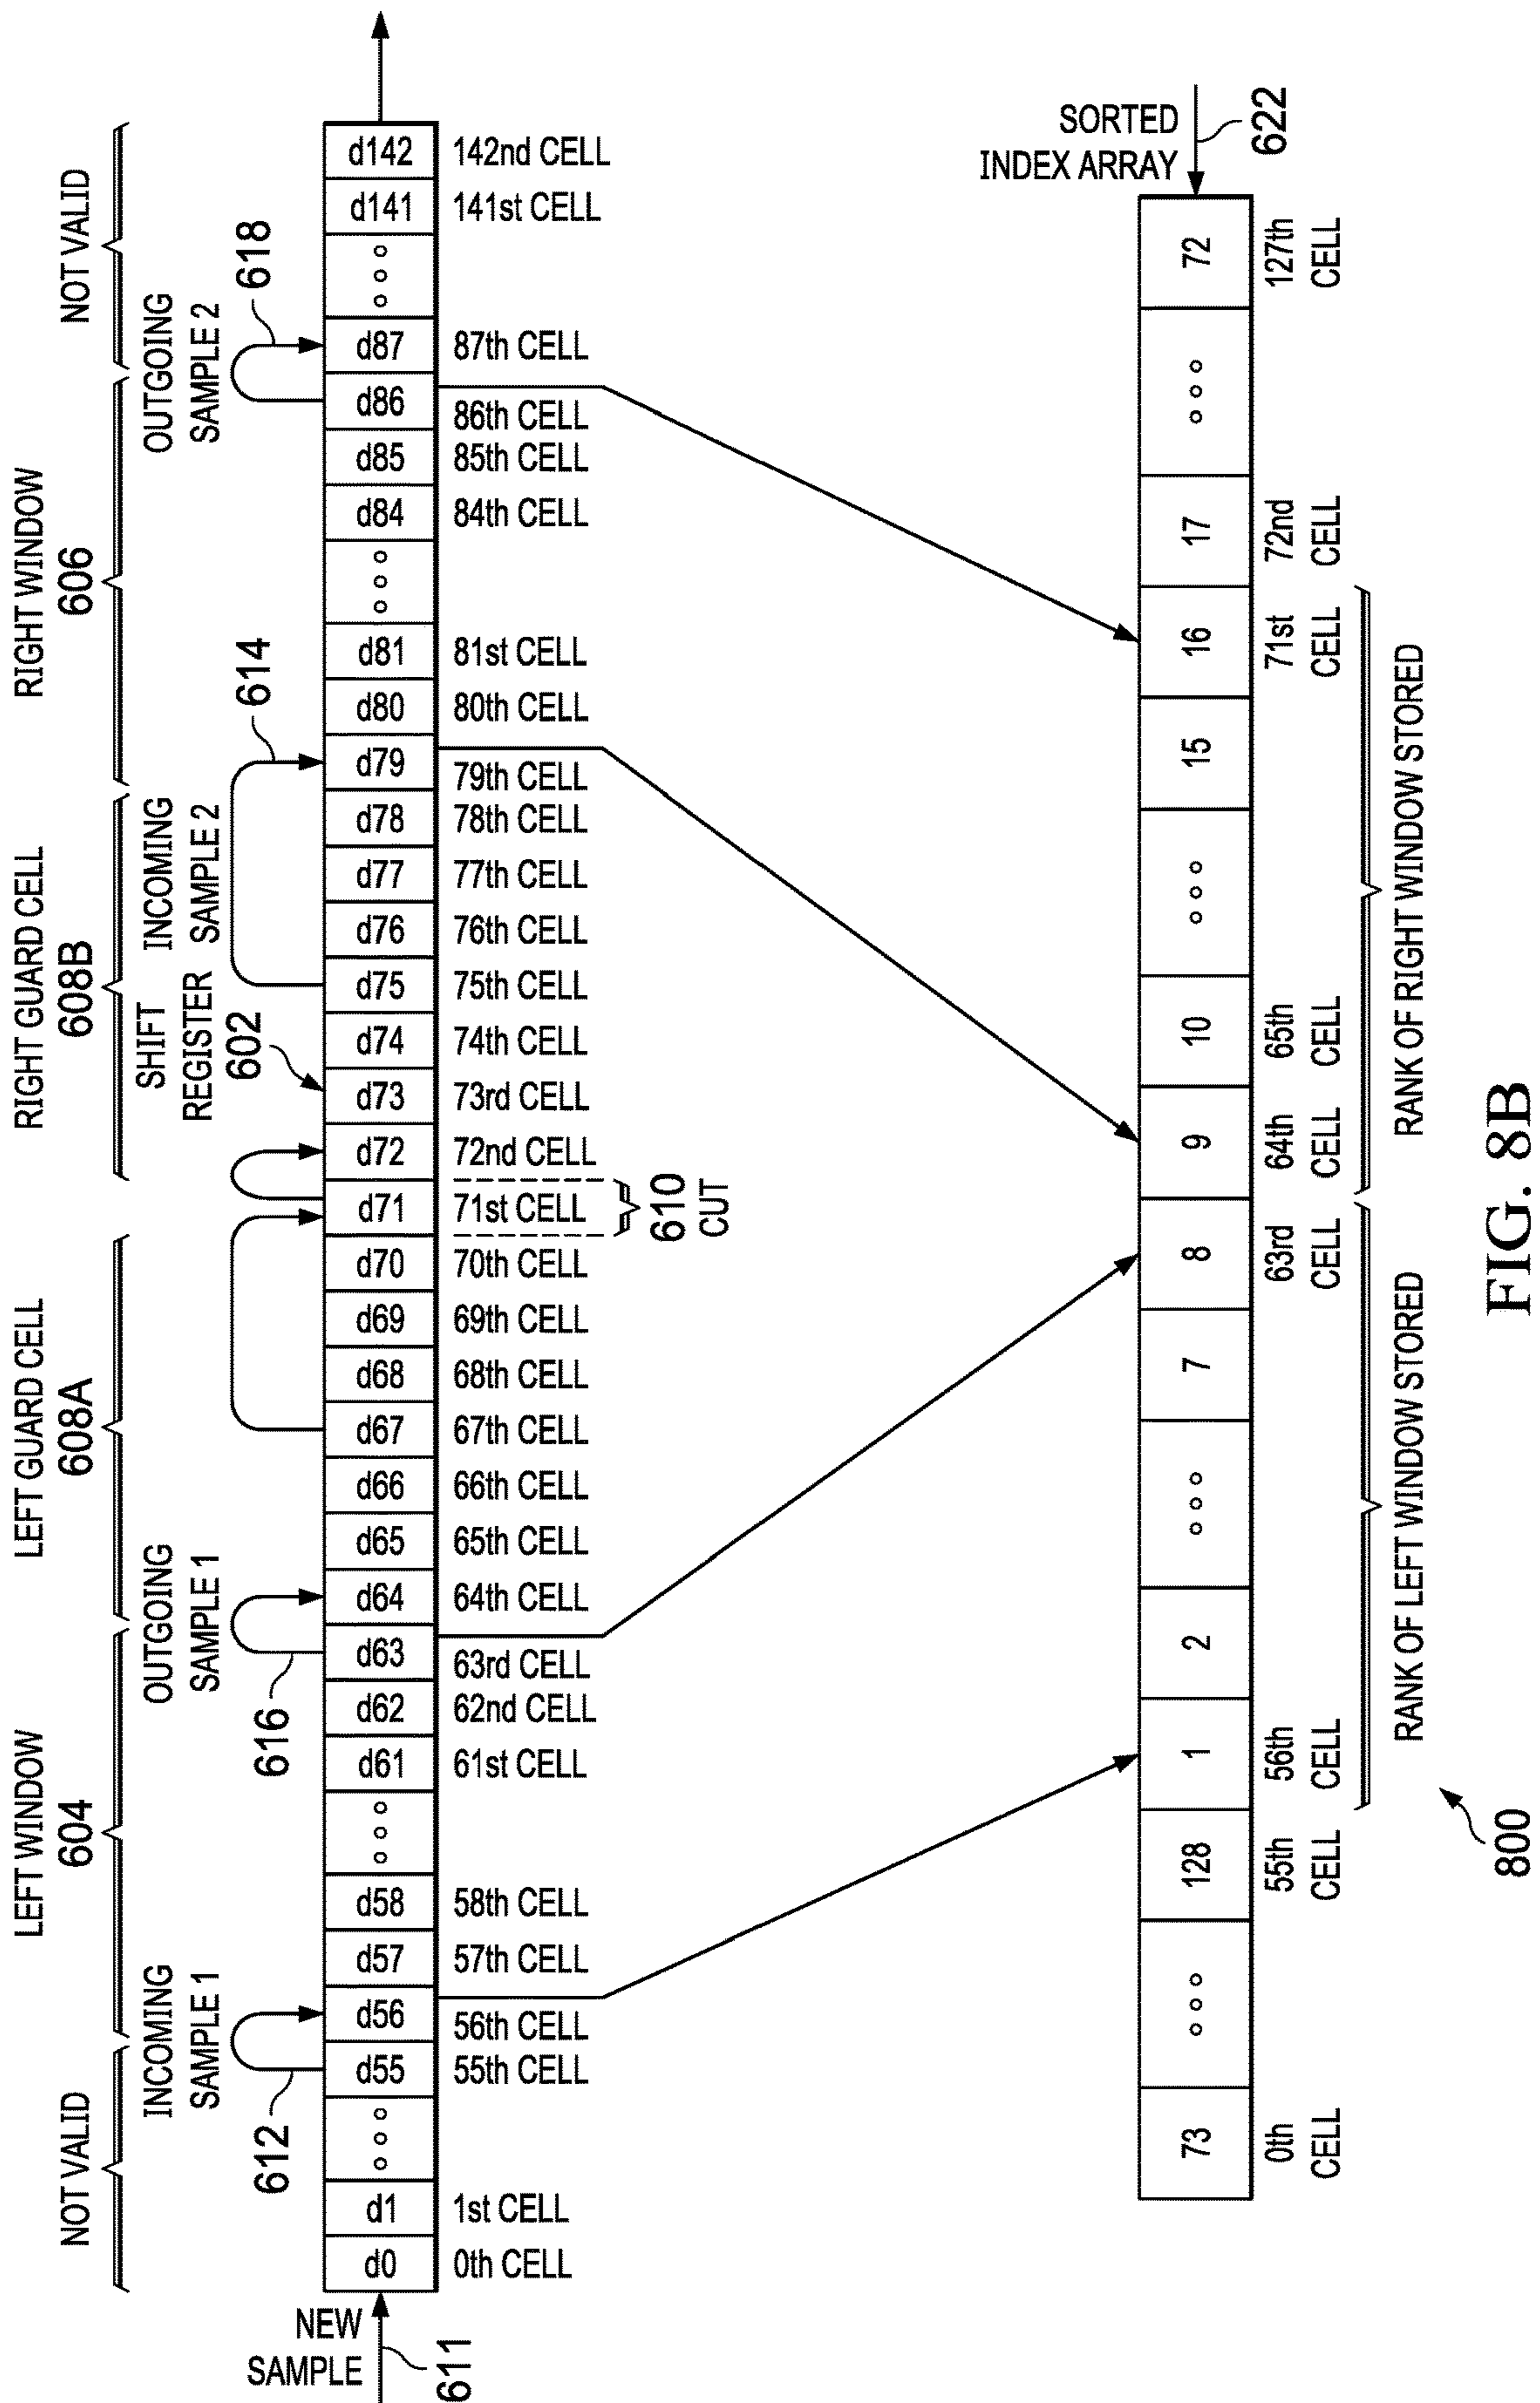 NOT VALID
LEFT WINDOW
604
LEFT GUARD CELL
608A
RIGHT GUARD CELL
608B
RIGHT WINDOW
606
NOT VALID
INCOMING
SAMPLE 1
OUTGOING
SAMPLE 1
SHIFT
REGISTER
602
INCOMING
SAMPLE 2
OUTGOING
SAMPLE 2
612
616
614
618
NEW
SAMPLE
611
d0 d1 ○ ○ ○ d55 d56 d57 d58 ○ ○ ○ d61 d62 d63 d64 d65 d66 d67 d68 d69 d70 d71 d72 d73 d74 d75 d76 d77 d78 d79 d80 d81 ○ ○ ○ d84 d85 d86 d87 ○ ○ ○ d141 d142
0th CELL
1st CELL
55th CELL
56th CELL
57th CELL
58th CELL
61st CELL
62nd CELL
63rd CELL
64th CELL
65th CELL
66th CELL
67th CELL
68th CELL
69th CELL
70th CELL
71st CELL
72nd CELL
73rd CELL
74th CELL
75th CELL
76th CELL
77th CELL
78th CELL
79th CELL
80th CELL
81st CELL
84th CELL
85th CELL
86th CELL
87th CELL
141st CELL
142nd CELL
610
CUT
SORTED
INDEX ARRAY
622
73 ○ ○ ○ 128 1 2 ○ ○ ○ 7 8 9 10 ○ ○ ○ 15 16 17 ○ ○ ○ 72
0th
CELL
55th
CELL
56th
CELL
63rd
CELL
64th
CELL
65th
CELL
71st
CELL
72nd
CELL
127th
CELL
RANK OF LEFT WINDOW STORED
RANK OF RIGHT WINDOW STORED
800
FIG. 8B